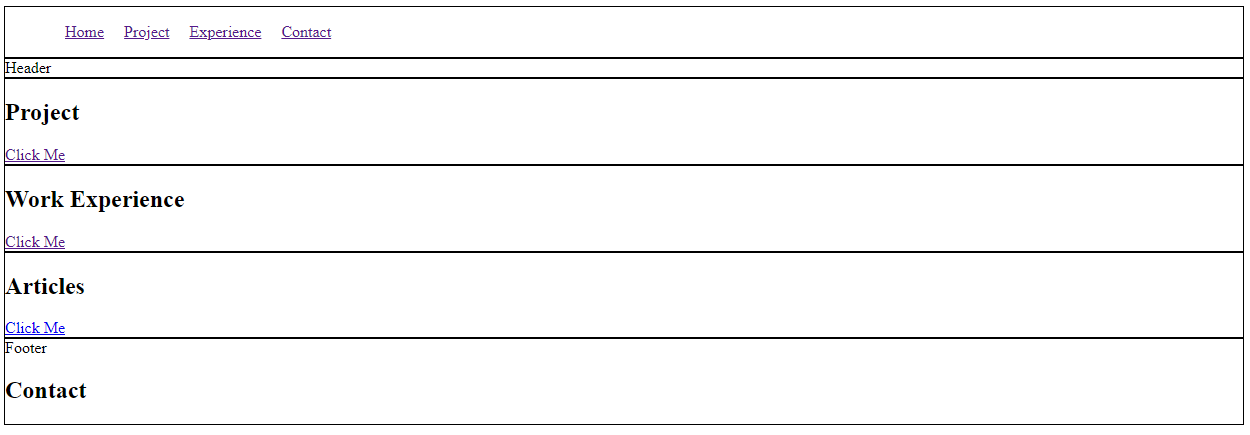 Home Project Experience Contact
Header
Project
Click Me
Work Experience
Click Me
Articles
Click Me
Footer
Contact